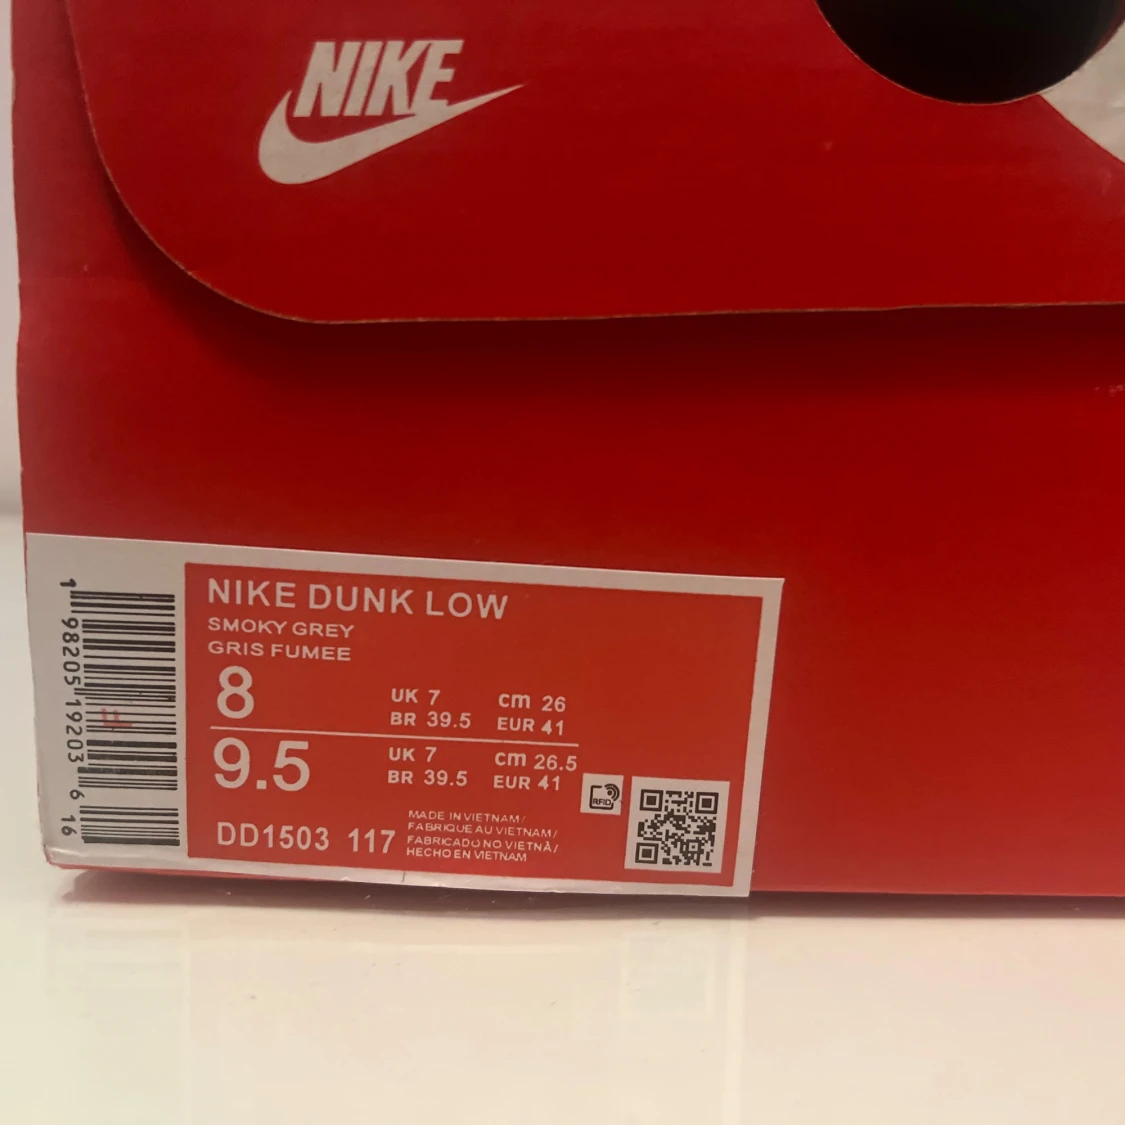 NIKE
NIKE DUNK LOW
SMOKY GREY
GRIS FUMEE
8
UK 7 cm 26
BR 39.5 EUR 41
9.5
UK 7 cm 26.5
BR 39.5 EUR 41
RFID
DD1503 117
MADE IN VIETNAM/
FABRIQUE AU VIETNAM/
FABRICADO NO VIETNÃ/
HECHO EN VIETNAM
1 98205 19203 6 16
F